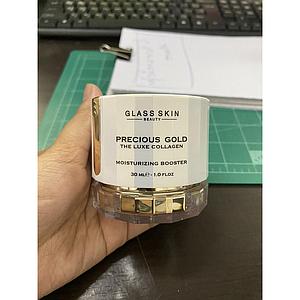 GLASS SKIN
BEAUTY
PRECIOUS GOLD
THE LUXE COLLAGEN
MOISTURIZING BOOSTER
30 ML℮ - 1.0 FL.OZ